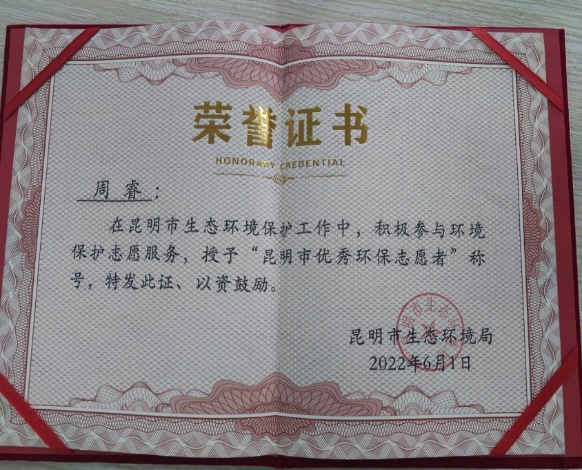 荣誉证书
HONORARY CREDENTIAL
周睿：
在昆明市生态环境保护工作中，积极参与环境
保护志愿服务，授予“昆明市优秀环保志愿者”称
号，特发此证、以资鼓励。
昆明市生态环境局
2022年6月1日